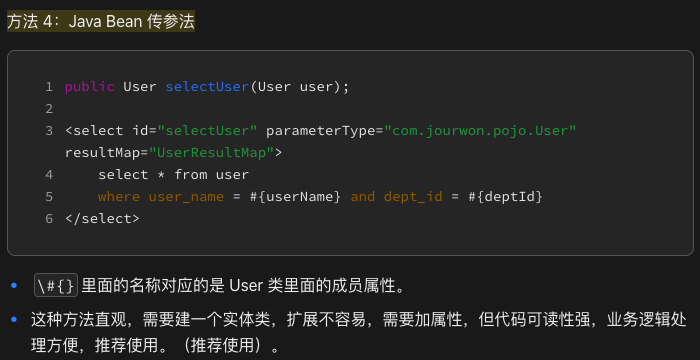 方法 4：Java Bean 传参法
1 public User selectUser(User user);
2
3 <select id="selectUser" parameterType="com.jourwon.pojo.User"
resultMap="UserResultMap">
4     select * from user
5     where user_name = #{userName} and dept_id = #{deptId}
6 </select>
• \#{} 里面的名称对应的是 User 类里面的成员属性。
• 这种方法直观，需要建一个实体类，扩展不容易，需要加属性，但代码可读性强，业务逻辑处
理方便，推荐使用。（推荐使用）。